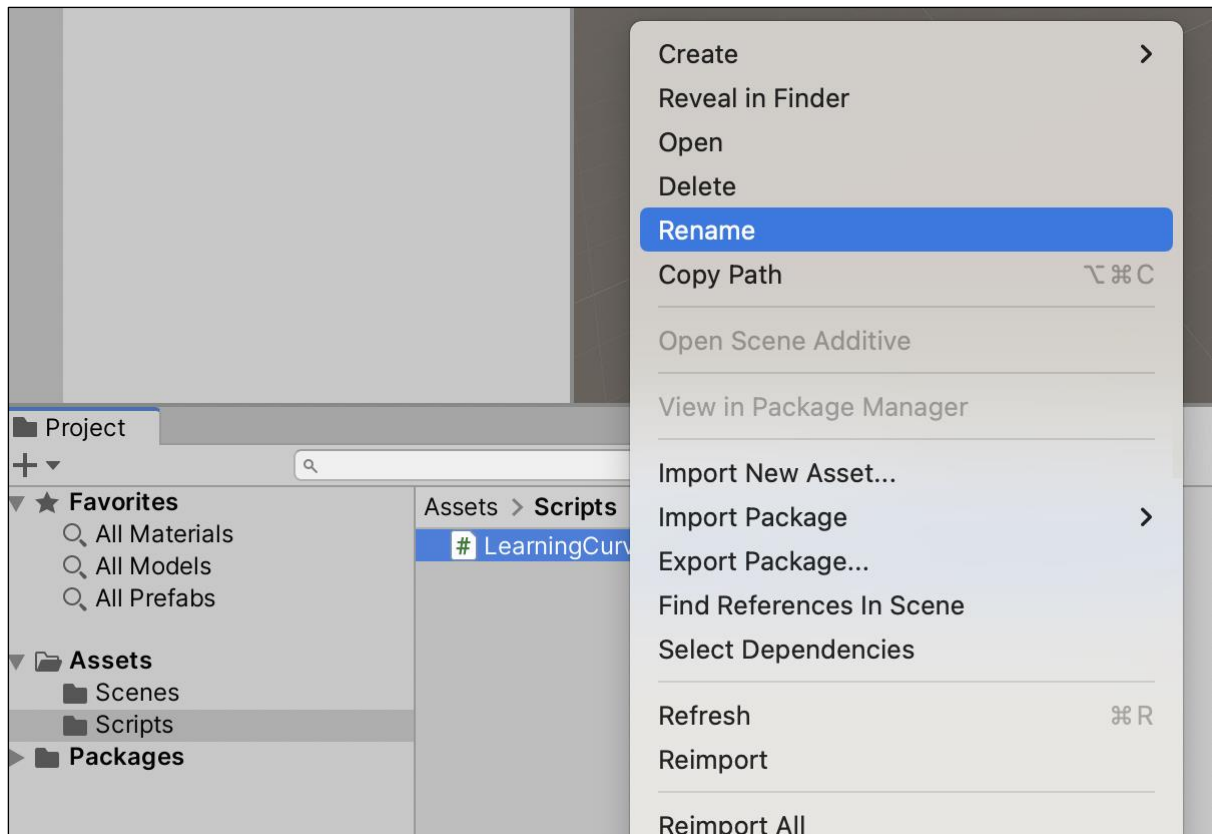 Create
Reveal in Finder
Open
Delete
Rename
Copy Path ⌥⌘C
Open Scene Additive
View in Package Manager
Import New Asset...
Import Package
Export Package...
Find References In Scene
Select Dependencies
Refresh ⌘R
Reimport
Reimport All
Project
Favorites
All Materials
All Models
All Prefabs
Assets
Scenes
Scripts
Packages
Assets > Scripts
# LearningCurv